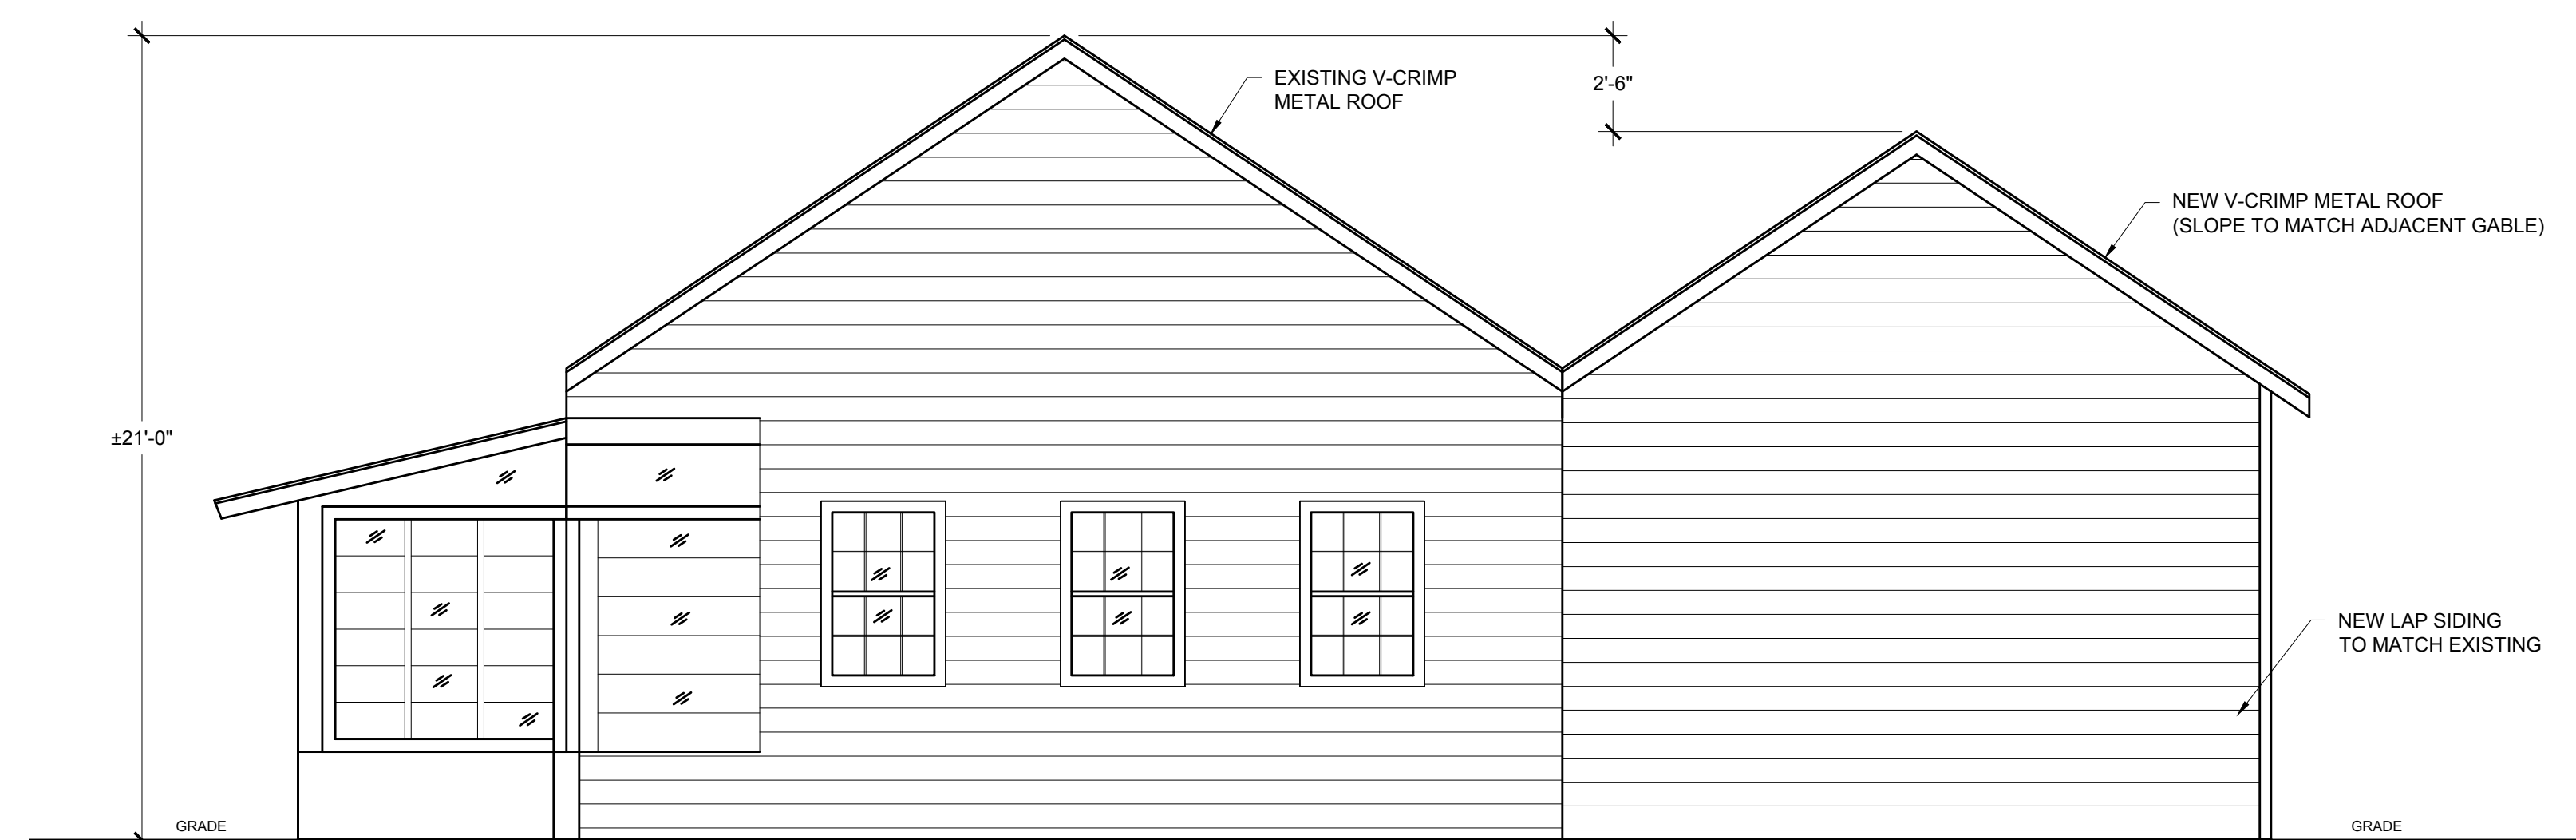 EXISTING V-CRIMP
METAL ROOF
2'-6"
NEW V-CRIMP METAL ROOF
(SLOPE TO MATCH ADJACENT GABLE)
±21'-0"
NEW LAP SIDING
TO MATCH EXISTING
GRADE
GRADE